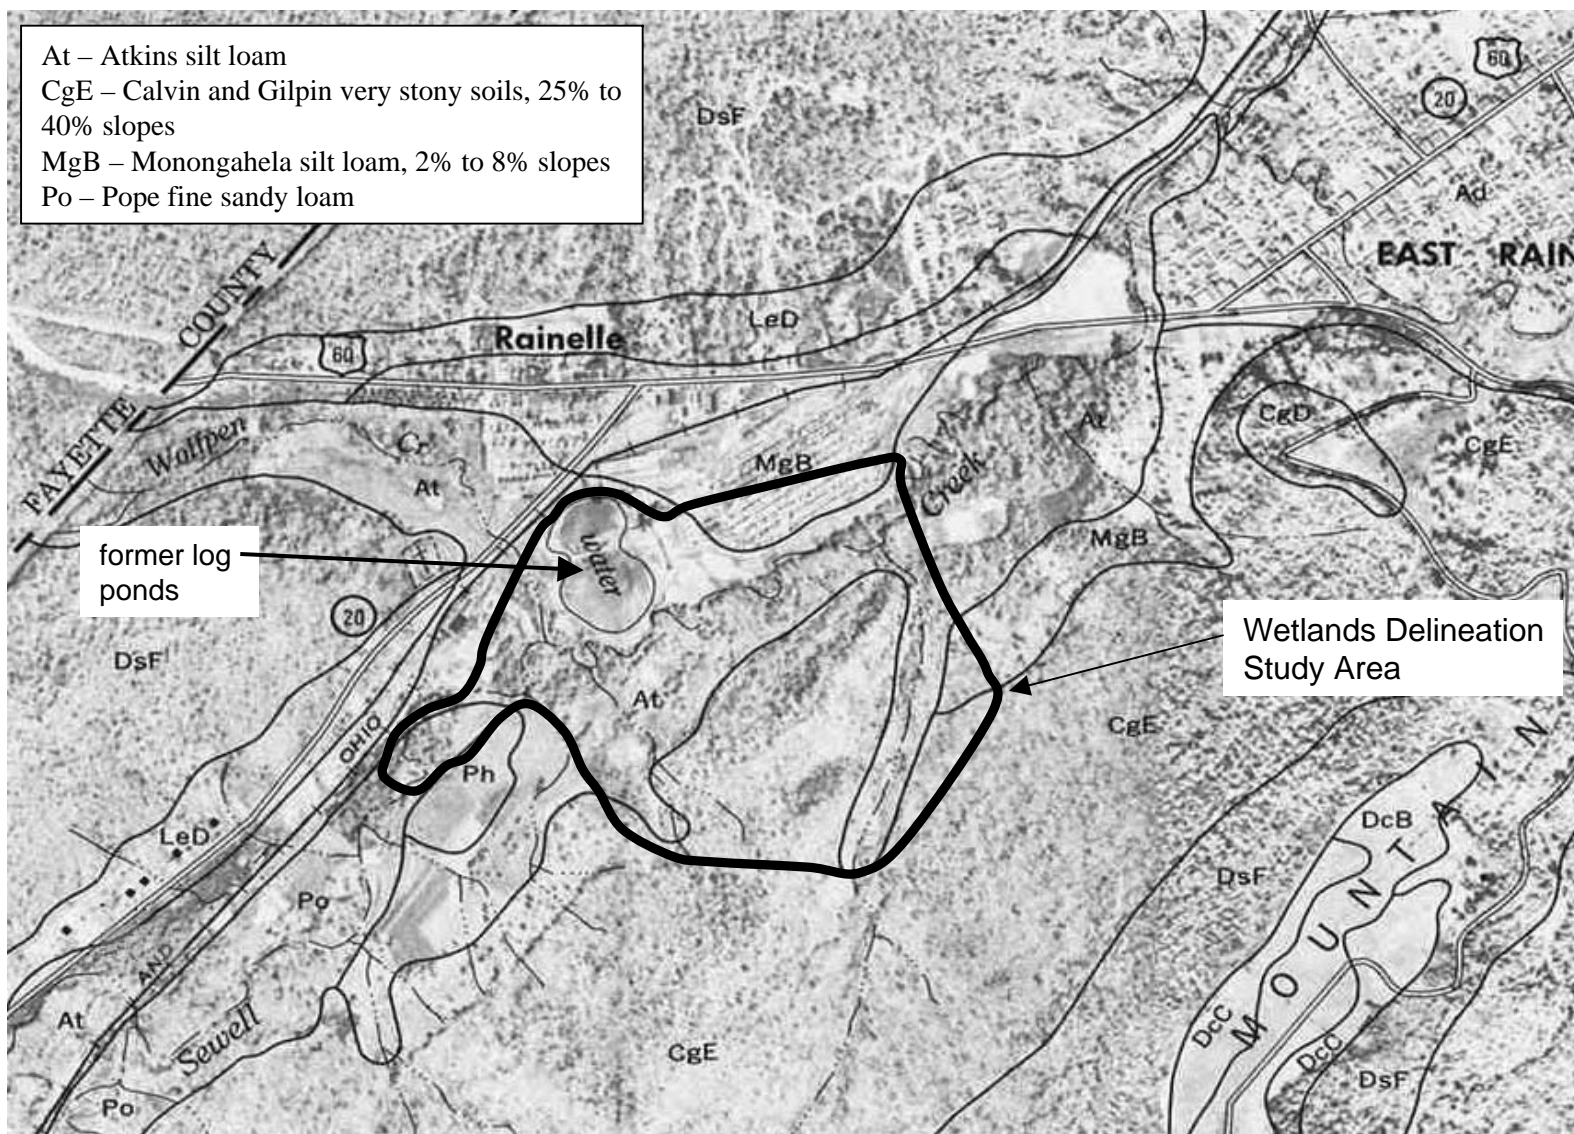 At – Atkins silt loam
CgE – Calvin and Gilpin very stony soils, 25% to
40% slopes
MgB – Monongahela silt loam, 2% to 8% slopes
Po – Pope fine sandy loam
60
20
DsF
Ad
EAST RAIN
FAYETTE COUNTY
60
Rainelle
LeD
Wolfpen Cr
At
MgB
Creek
At
CgD
CgE
former log
ponds
water
MgB
20
DsF
Wetlands Delineation
Study Area
At
CgE
OHIO
Ph
LeD
Po
AND
At
Sewell
Po
CgE
DcB
DsF
MOUNTAIN
DcC
DcC
DsF